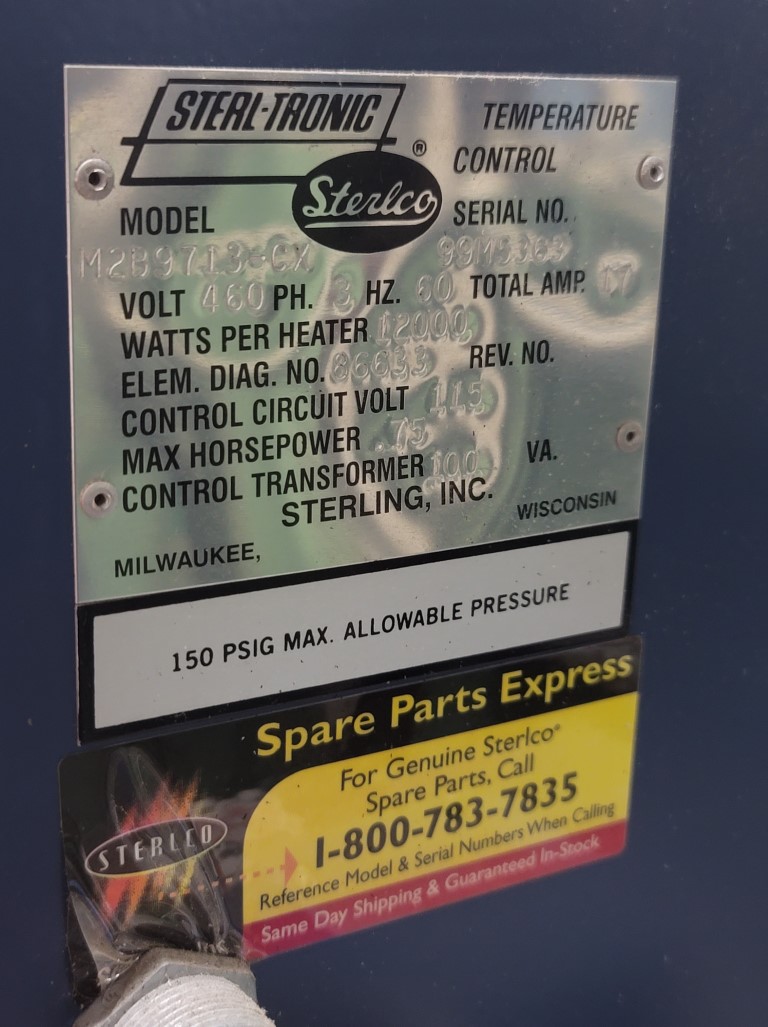 STERL-TRONIC
TEMPERATURE
CONTROL
Sterlco®
MODEL
SERIAL NO.
M2B9713-CX
99M5363
VOLT 460 PH. 3 HZ. 60 TOTAL AMP. 17
WATTS PER HEATER 12000
ELEM. DIAG. NO. 86633 REV. NO.
CONTROL CIRCUIT VOLT 115
MAX HORSEPOWER .75
CONTROL TRANSFORMER 100 VA.
STERLING, INC.
MILWAUKEE, WISCONSIN
150 PSIG MAX. ALLOWABLE PRESSURE
Spare Parts Express
For Genuine Sterlco®
Spare Parts, Call
1-800-783-7835
STERLCO
Reference Model & Serial Numbers When Calling
Same Day Shipping & Guaranteed In-Stock